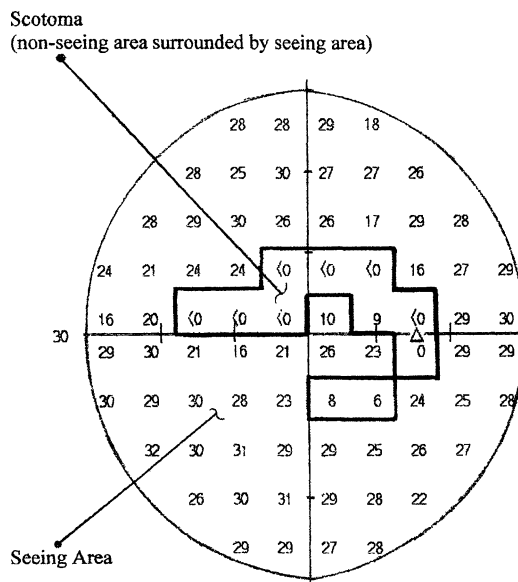 Scotoma
(non-seeing area surrounded by seeing area)
28 28 29 18
28 25 30 27 27 26
28 29 30 26 26 17 29 28
24 21 24 24 ⟨0 ⟨0 ⟨0 16 27 29
16 20 ⟨0 ⟨0 ⟨0 10 9 ⟨0 29 30
30
29 30 21 16 21 26 23 0 29 29
30 29 30 28 23 8 6 24 25 28
32 30 31 29 29 25 26 27
26 30 31 29 28 22
29 29 27 28
Seeing Area